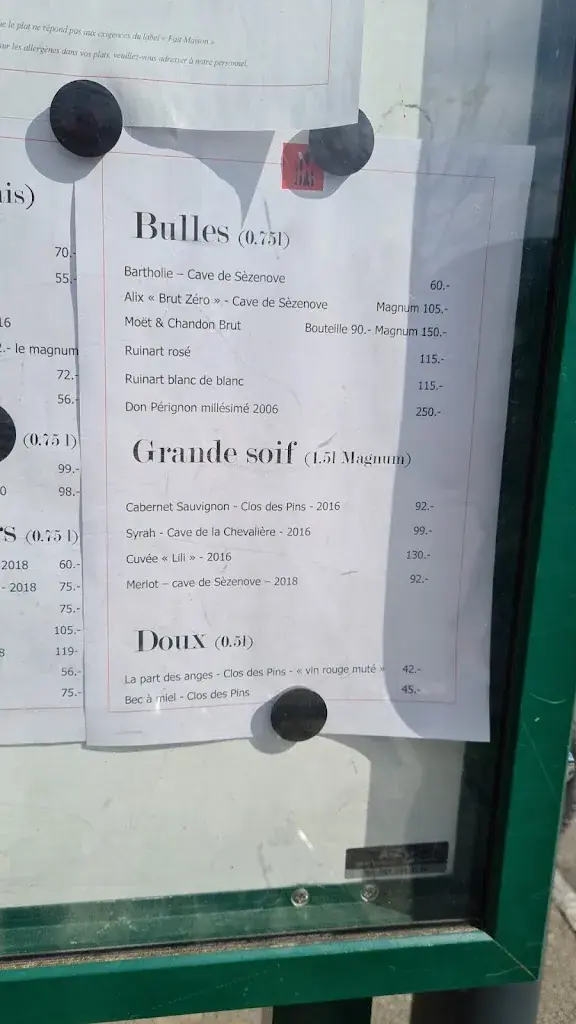 le plat ne répond pas aux exigences du label « Fait Maison »
sur les allergènes dans vos plats, veuillez-vous adresser à notre personnel.
ais)
70.-
55.-
16
2.- le magnum
72.-
56.-
(0.75 l)
99.-
0 98.-
rs (0.75 l)
2018 60.-
- 2018 75.-
75.-
105.-
8 119-
56.-
75.-
Bulles (0.75l)
Bartholie – Cave de Sèzenove 60.-
Alix « Brut Zéro » - Cave de Sèzenove Magnum 105.-
Moët & Chandon Brut Bouteille 90.- Magnum 150.-
Ruinart rosé 115.-
Ruinart blanc de blanc 115.-
Don Pérignon millésimé 2006 250.-
Grande soif (1.5l Magnum)
Cabernet Sauvignon - Clos des Pins - 2016 92.-
Syrah - Cave de la Chevalière - 2016 99.-
Cuvée « Lili » - 2016 130.-
Merlot – cave de Sèzenove – 2018 92.-
Doux (0.5l)
La part des anges - Clos des Pins - « vin rouge muté » 42.-
Bec à miel - Clos des Pins 45.-